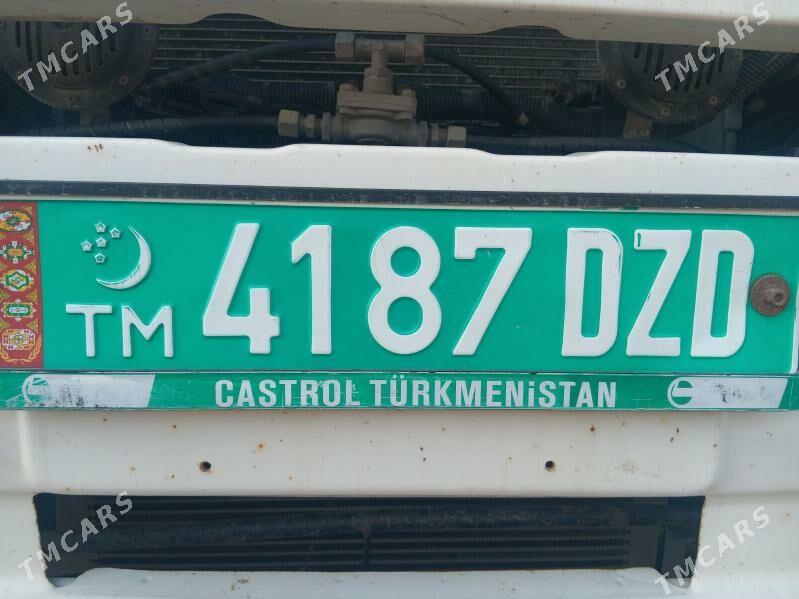 TMCARS TMCARS
TM 4187 DZD
CASTROL TÜRKMENiSTAN
TMCARS TMCARS